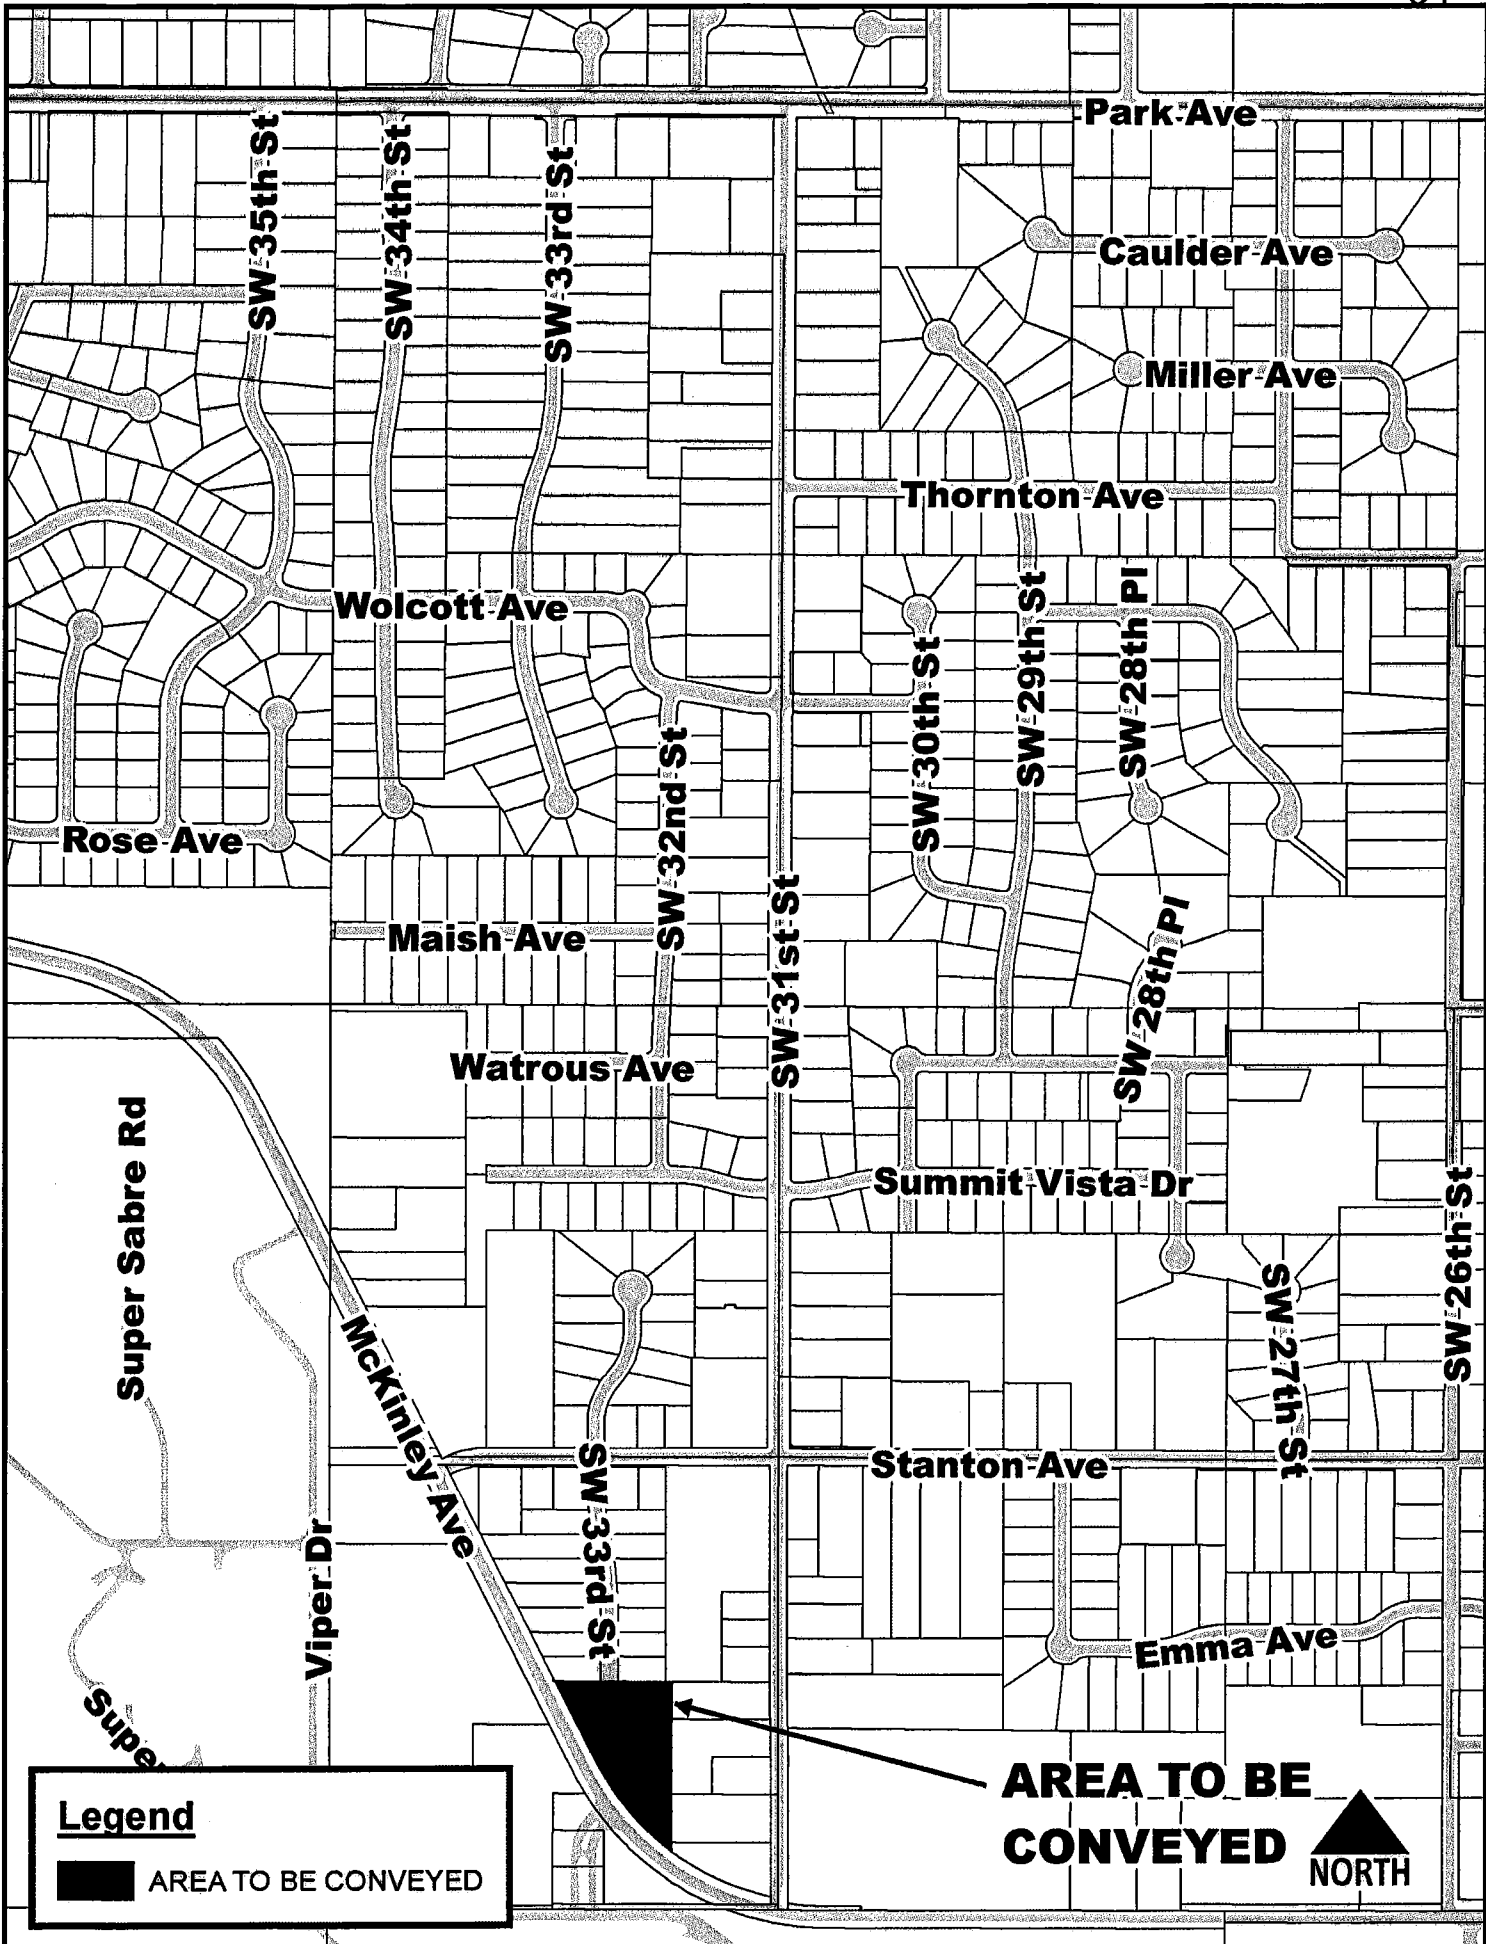 Park Ave
SW 35th St
SW 34th St
SW 33rd St
Caulder Ave
Miller Ave
Thornton Ave
Wolcott Ave
SW 30th St
SW 29th St
SW 28th Pl
SW 32nd St
Rose Ave
Maish Ave
SW 31st St
SW 28th Pl
Watrous Ave
Super Sabre Rd
Summit Vista Dr
SW 26th St
SW 27th St
McKinley Ave
Stanton Ave
SW 33rd St
Viper Dr
Emma Ave
Super
AREA TO BE
CONVEYED
NORTH
Legend
AREA TO BE CONVEYED